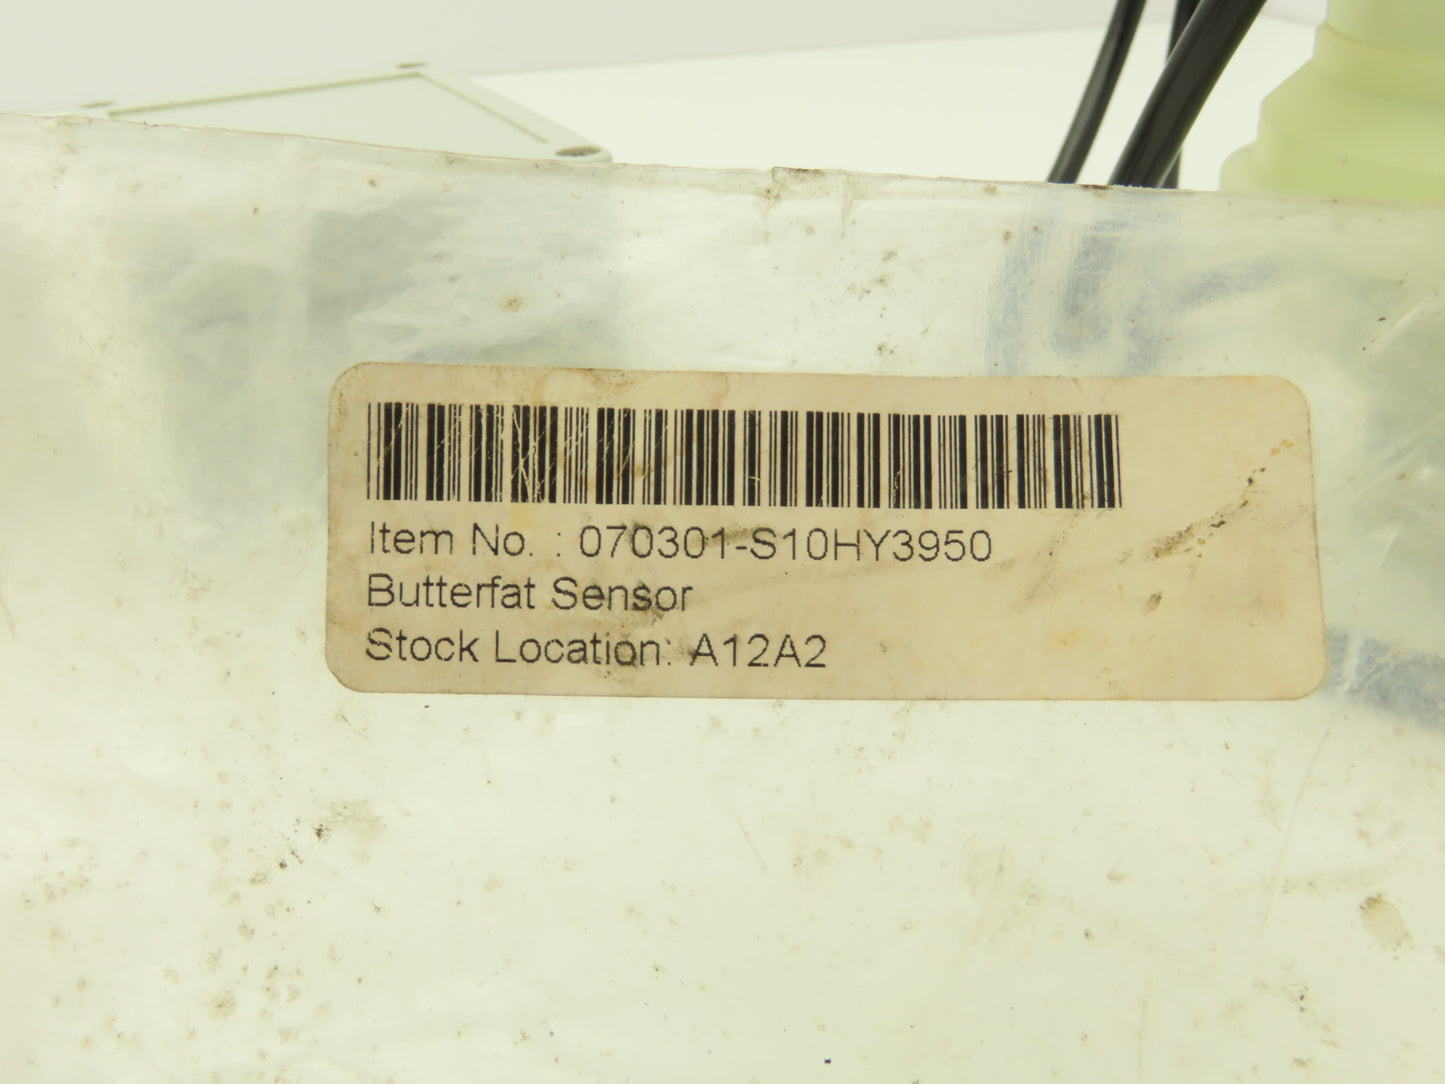 Item No. : 070301-S10HY3950
Butterfat Sensor
Stock Location: A12A2